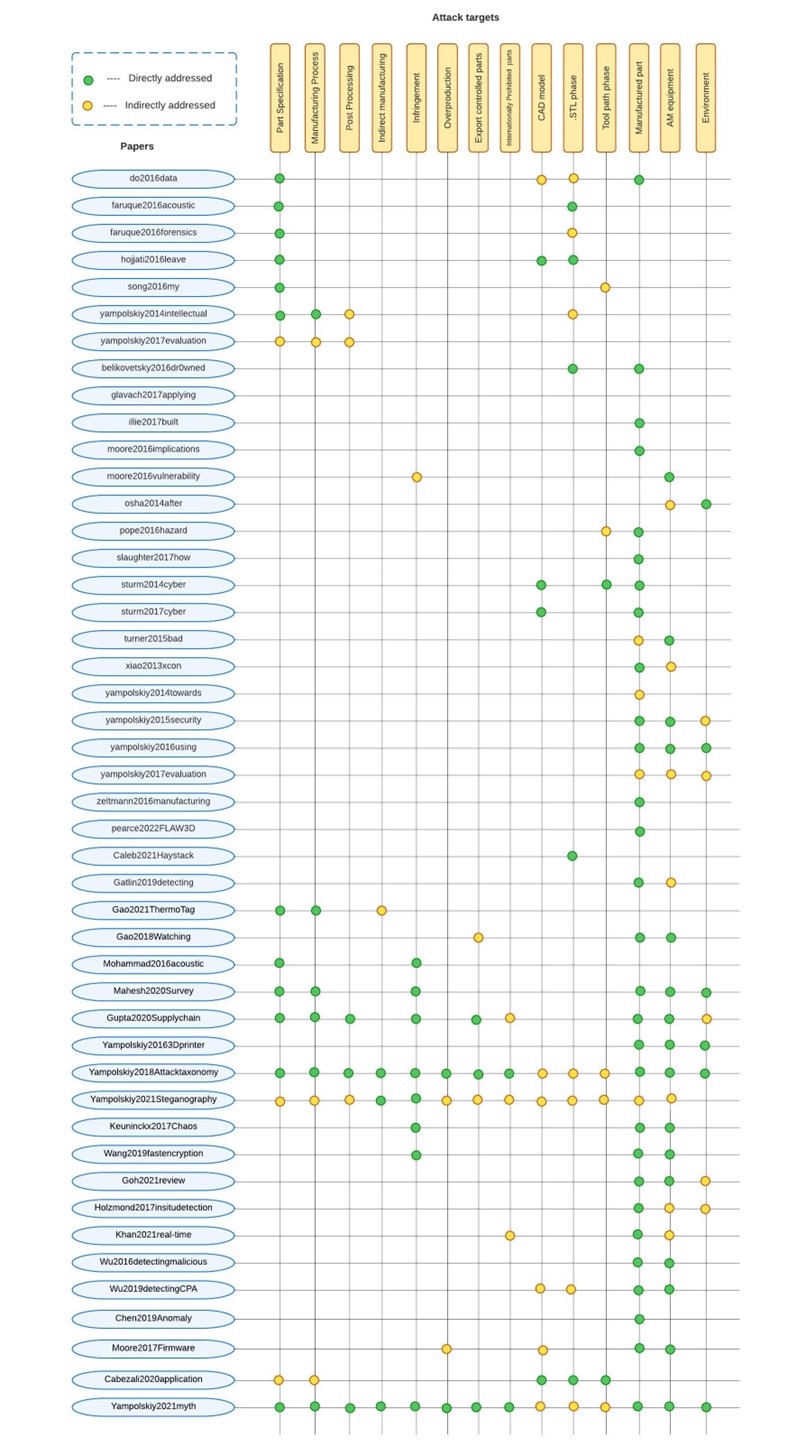 Attack targets
---- Directly addressed
---- Indirectly addressed
Papers
Part Specification
Manufacturing Process
Post Processing
Indirect manufacturing
Infringement
Overproduction
Export controlled parts
Internationally Prohibited parts
CAD model
.STL phase
Tool path phase
Manufactured part
AM equipment
Environment
do2016data
faruque2016acoustic
faruque2016forensics
hojjati2016leave
song2016my
yampolskiy2014intellectual
yampolskiy2017evaluation
belikovetsky2016dr0wned
glavach2017applying
illie2017built
moore2016implications
moore2016vulnerability
osha2014after
pope2016hazard
slaughter2017how
sturm2014cyber
sturm2017cyber
turner2015bad
xiao2013xcon
yampolskiy2014towards
yampolskiy2015security
yampolskiy2016using
yampolskiy2017evaluation
zeltmann2016manufacturing
pearce2022FLAW3D
Caleb2021Haystack
Gatlin2019detecting
Gao2021ThermoTag
Gao2018Watching
Mohammad2016acoustic
Mahesh2020Survey
Gupta2020Supplychain
Yampolskiy20163Dprinter
Yampolskiy2018Attacktaxonomy
Yampolskiy2021Steganography
Keuninckx2017Chaos
Wang2019fastencryption
Goh2021review
Holzmond2017insitudetection
Khan2021real-time
Wu2016detectingmalicious
Wu2019detectingCPA
Chen2019Anomaly
Moore2017Firmware
Cabezali2020application
Yampolskiy2021myth